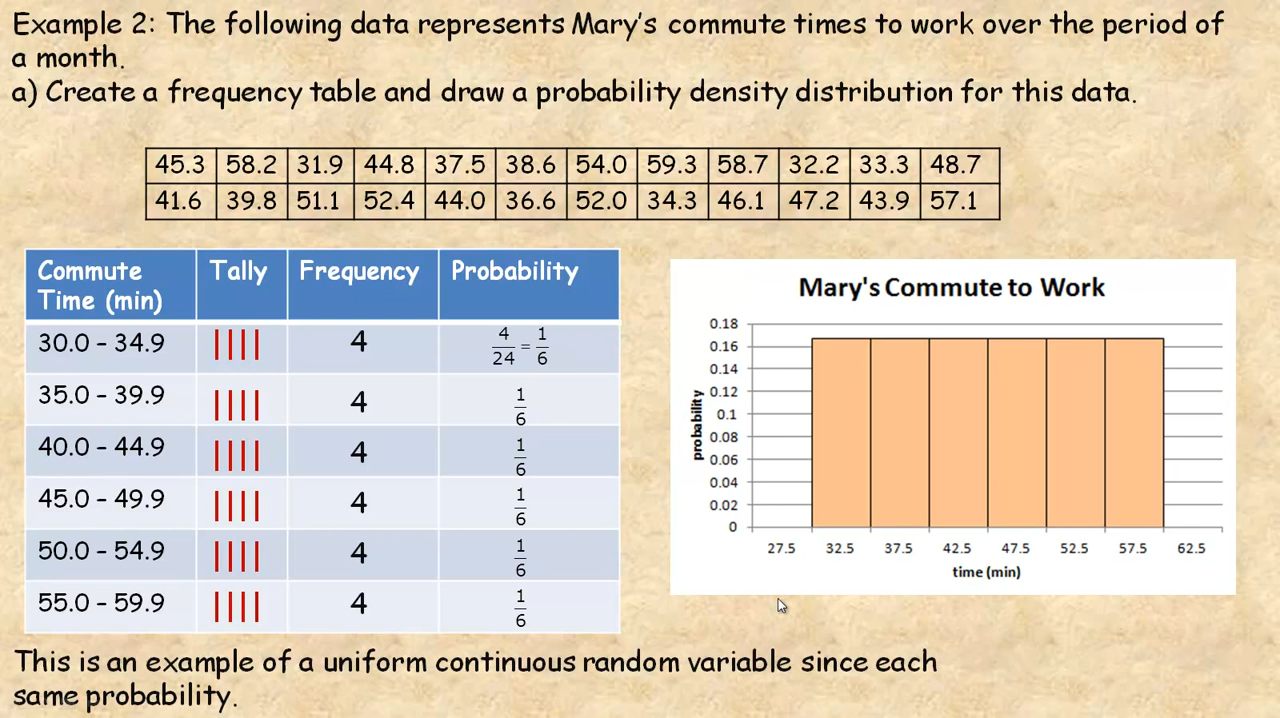 Example 2: The following data represents Mary's commute times to work over the period of
a month.
a) Create a frequency table and draw a probability density distribution for this data.
45.3 58.2 31.9 44.8 37.5 38.6 54.0 59.3 58.7 32.2 33.3 48.7
41.6 39.8 51.1 52.4 44.0 36.6 52.0 34.3 46.1 47.2 43.9 57.1
Commute Time (min) Tally Frequency Probability
30.0 - 34.9 |||| 4 4/24 = 1/6
35.0 - 39.9 |||| 4 1/6
40.0 - 44.9 |||| 4 1/6
45.0 - 49.9 |||| 4 1/6
50.0 - 54.9 |||| 4 1/6
55.0 - 59.9 |||| 4 1/6
Mary's Commute to Work
probability
0.18
0.16
0.14
0.12
0.1
0.08
0.06
0.04
0.02
0
27.5 32.5 37.5 42.5 47.5 52.5 57.5 62.5
time (min)
This is an example of a uniform continuous random variable since each
same probability.